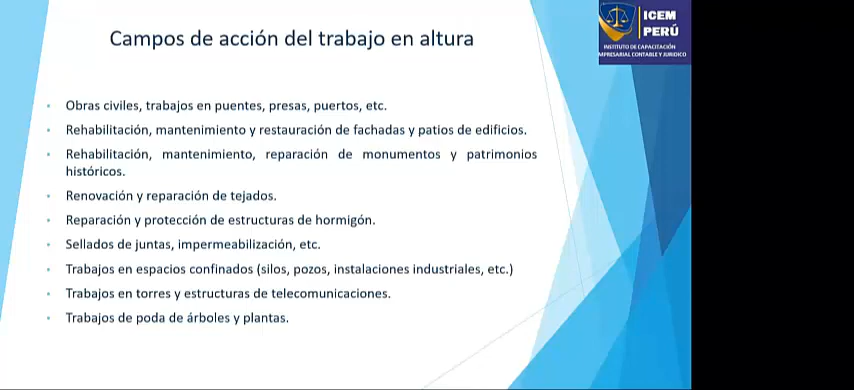 Campos de acción del trabajo en altura
ICEM
PERÚ
INSTITUTO DE CAPACITACIÓN
EMPRESARIAL CONTABLE Y JURIDICO
• Obras civiles, trabajos en puentes, presas, puertos, etc.
• Rehabilitación, mantenimiento y restauración de fachadas y patios de edificios.
• Rehabilitación, mantenimiento, reparación de monumentos y patrimonios
históricos.
• Renovación y reparación de tejados.
• Reparación y protección de estructuras de hormigón.
• Sellados de juntas, impermeabilización, etc.
• Trabajos en espacios confinados (silos, pozos, instalaciones industriales, etc.)
• Trabajos en torres y estructuras de telecomunicaciones.
• Trabajos de poda de árboles y plantas.